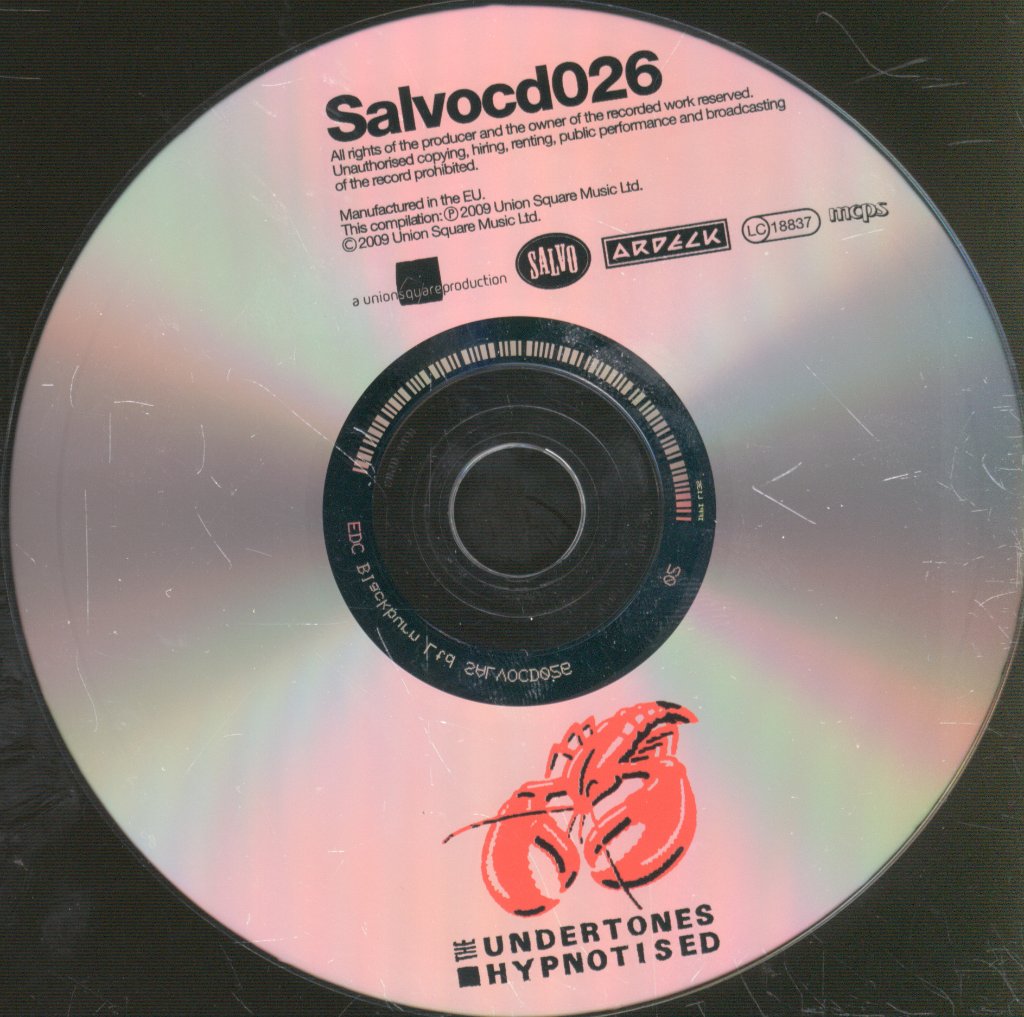 Salvocd026
All rights of the producer and the owner of the recorded work reserved.
Unauthorised copying, hiring, renting, public performance and broadcasting
of the record prohibited.
Manufactured in the EU.
This compilation: ℗ 2009 Union Square Music Ltd.
© 2009 Union Square Music Ltd.
a unionsquareproduction
SALVO
ARDECK
LC 18837
mcps
EDC Blackburn Ltd SALVOCD026
05
THE UNDERTONES
HYPNOTISED